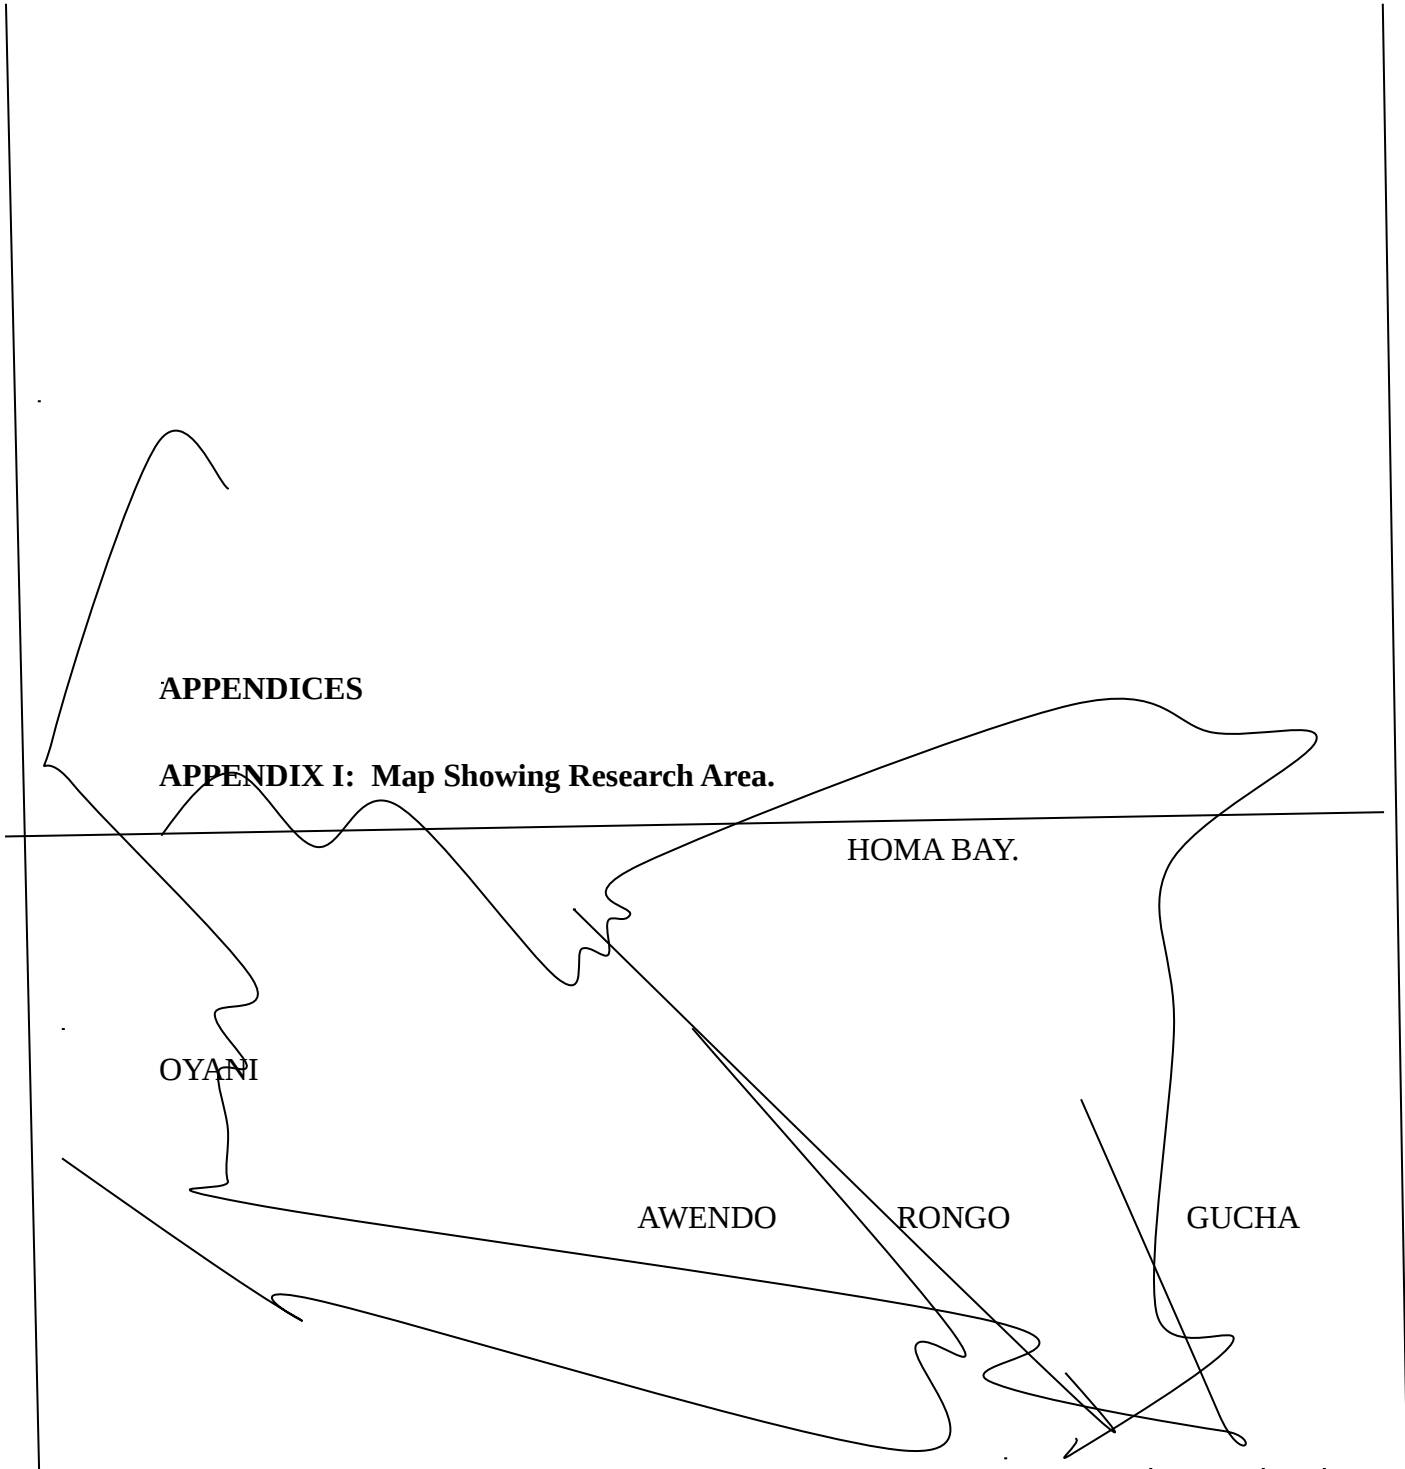 APPENDICES
APPENDIX I:  Map Showing Research Area.
HOMA BAY.
OYANI
AWENDO RONGO GUCHA